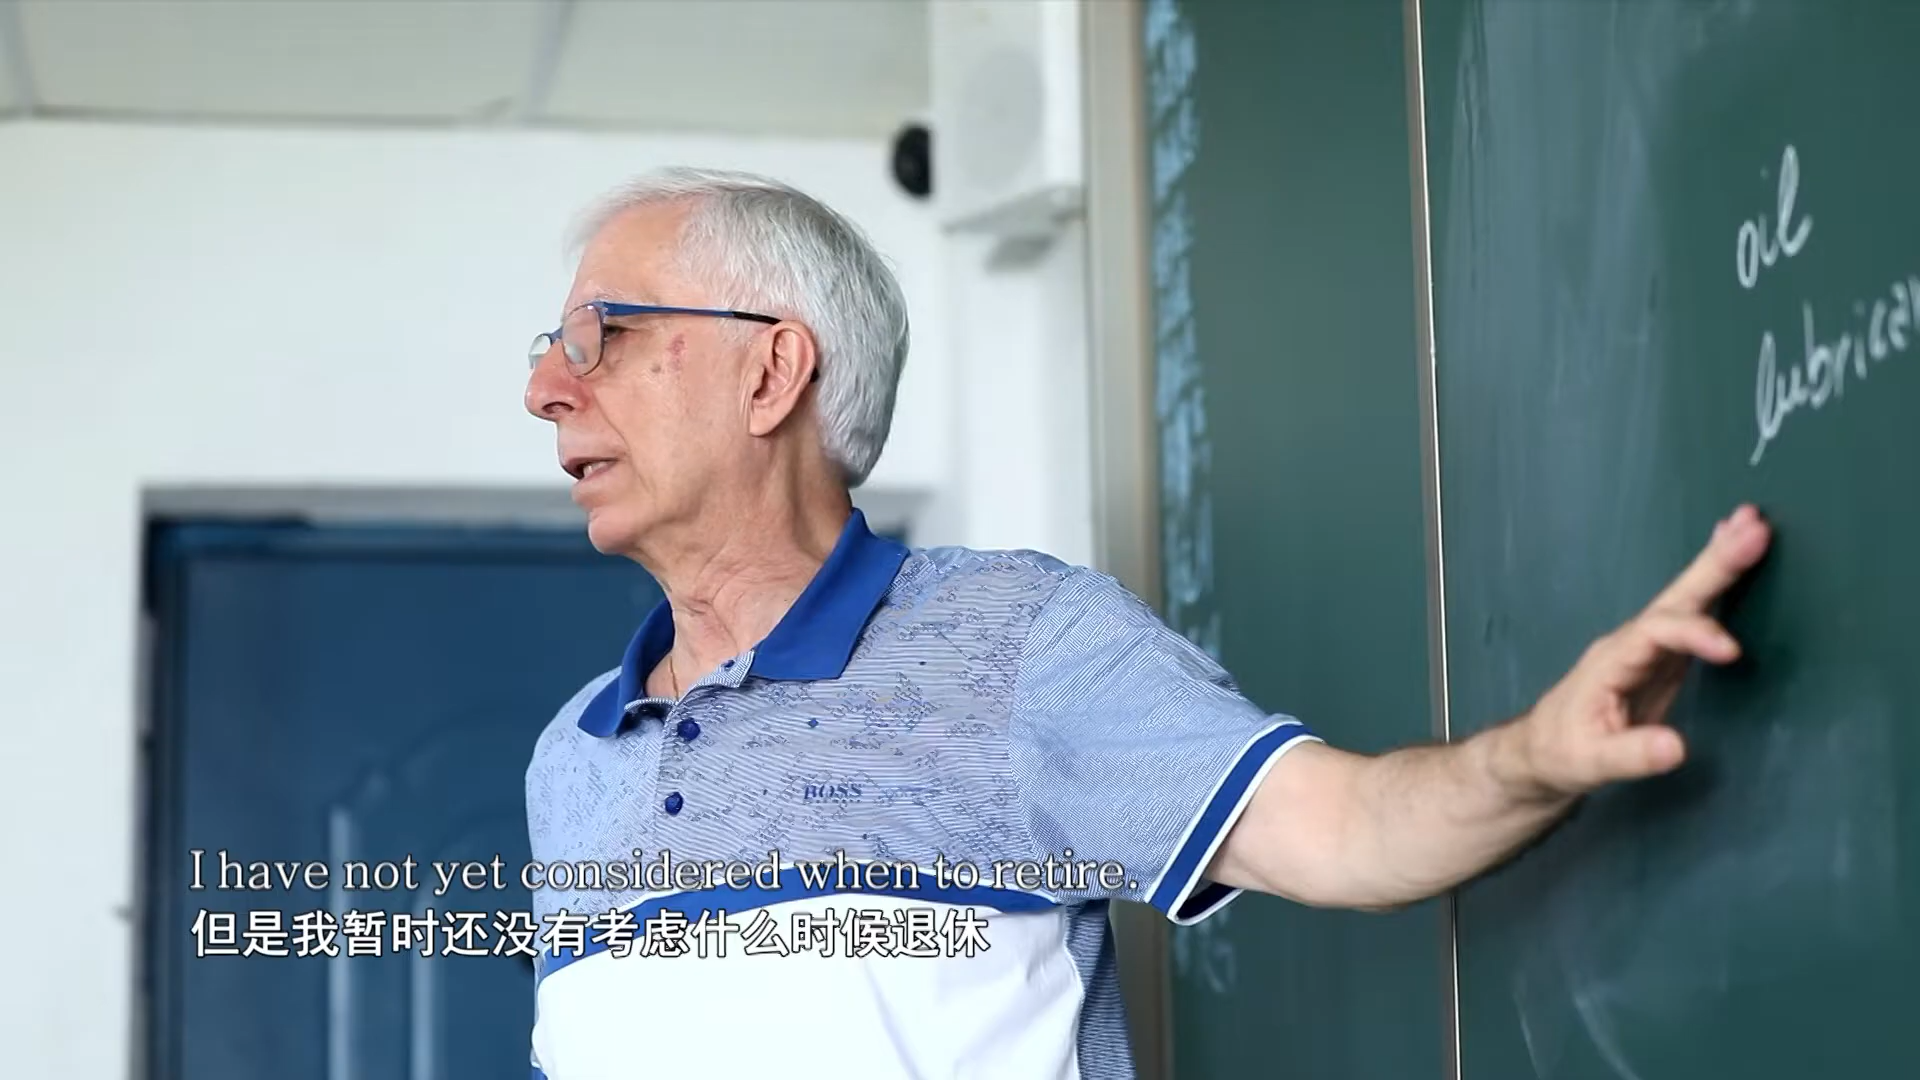 oil
BOSS
I have not yet considered when to retire.
但是我暂时还没有考虑什么时候退休